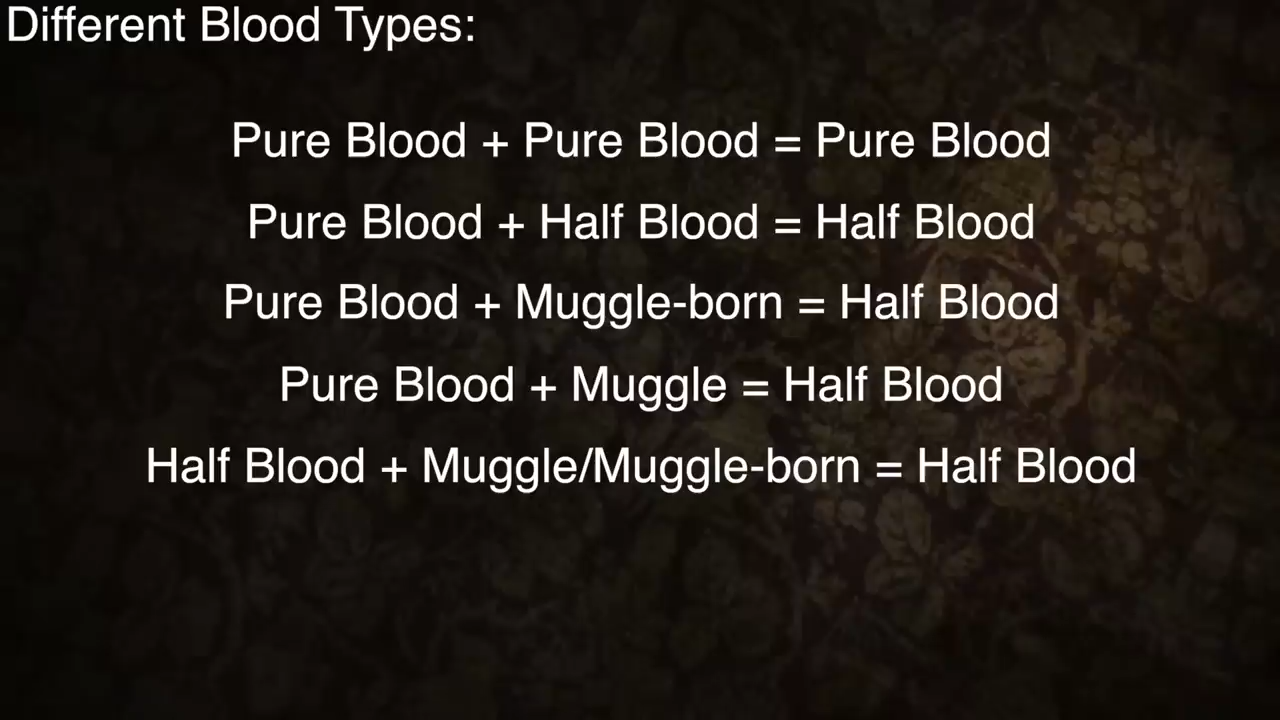 Different Blood Types:
Pure Blood + Pure Blood = Pure Blood
Pure Blood + Half Blood = Half Blood
Pure Blood + Muggle-born = Half Blood
Pure Blood + Muggle = Half Blood
Half Blood + Muggle/Muggle-born = Half Blood